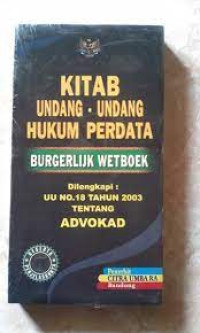 KITAB
UNDANG - UNDANG
HUKUM PERDATA
BURGERLIJK WETBOEK
Dilengkapi :
UU NO.18 TAHUN 2003
TENTANG
ADVOKAD
Penerbit
CITRA UMBARA
Bandung